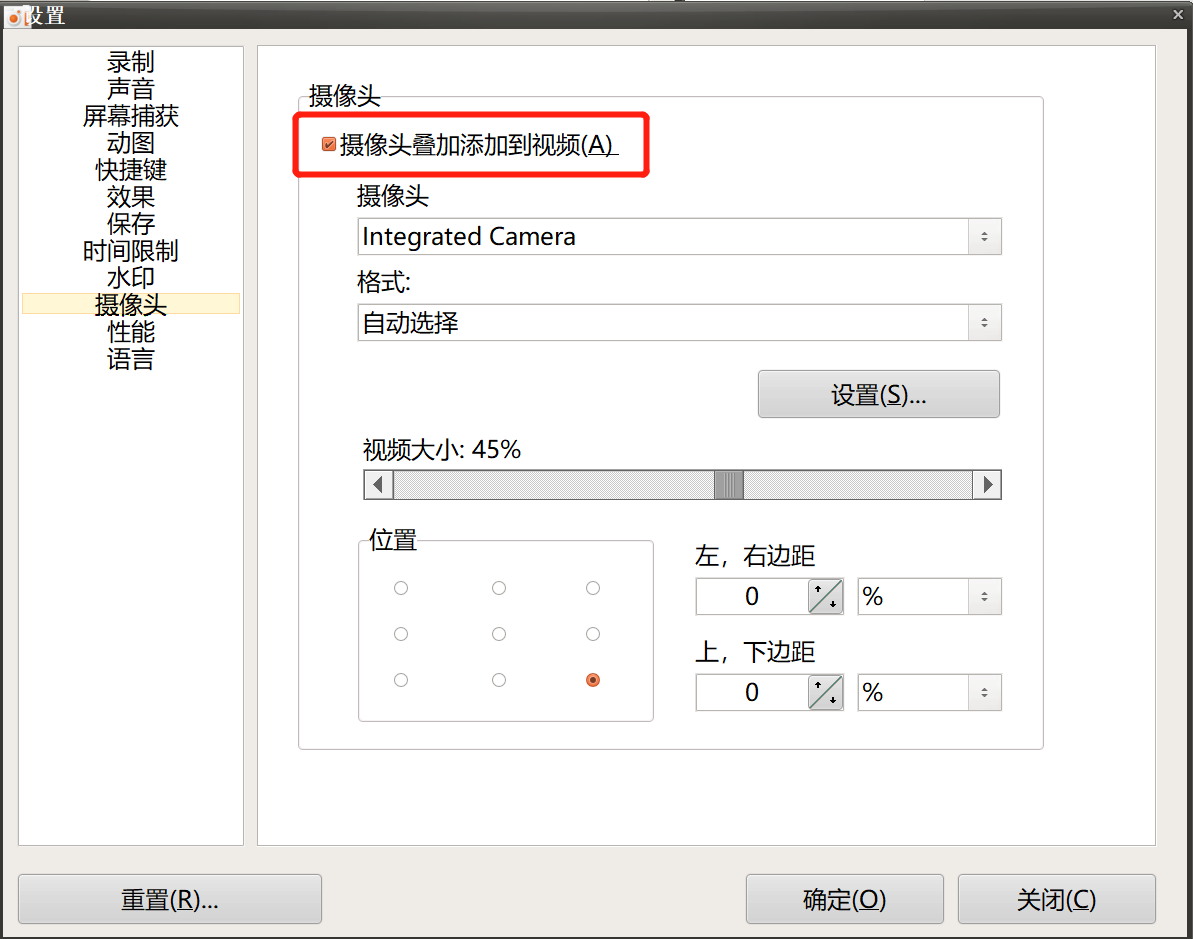 设置
录制
声音
屏幕捕获
动图
快捷键
效果
保存
时间限制
水印
摄像头
性能
语言
摄像头
摄像头叠加添加到视频(A)
摄像头
Integrated Camera
格式:
自动选择
设置(S)...
视频大小: 45%
位置
左，右边距
0 %
上，下边距
0 %
重置(R)...
确定(O)
关闭(C)